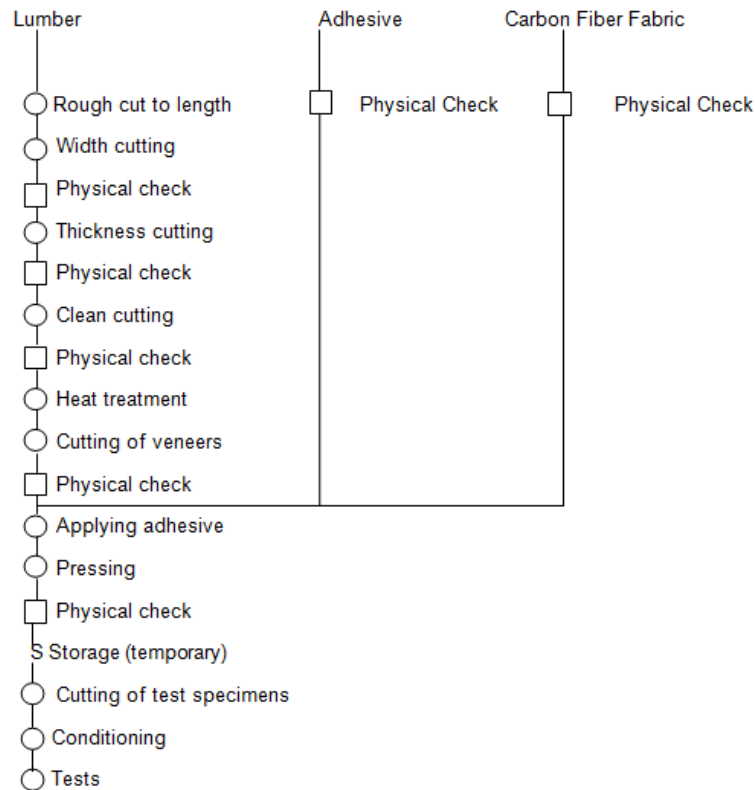 Lumber Adhesive Carbon Fiber Fabric
Rough cut to length Physical Check Physical Check
Width cutting
Physical check
Thickness cutting
Physical check
Clean cutting
Physical check
Heat treatment
Cutting of veneers
Physical check
Applying adhesive
Pressing
Physical check
S Storage (temporary)
Cutting of test specimens
Conditioning
Tests